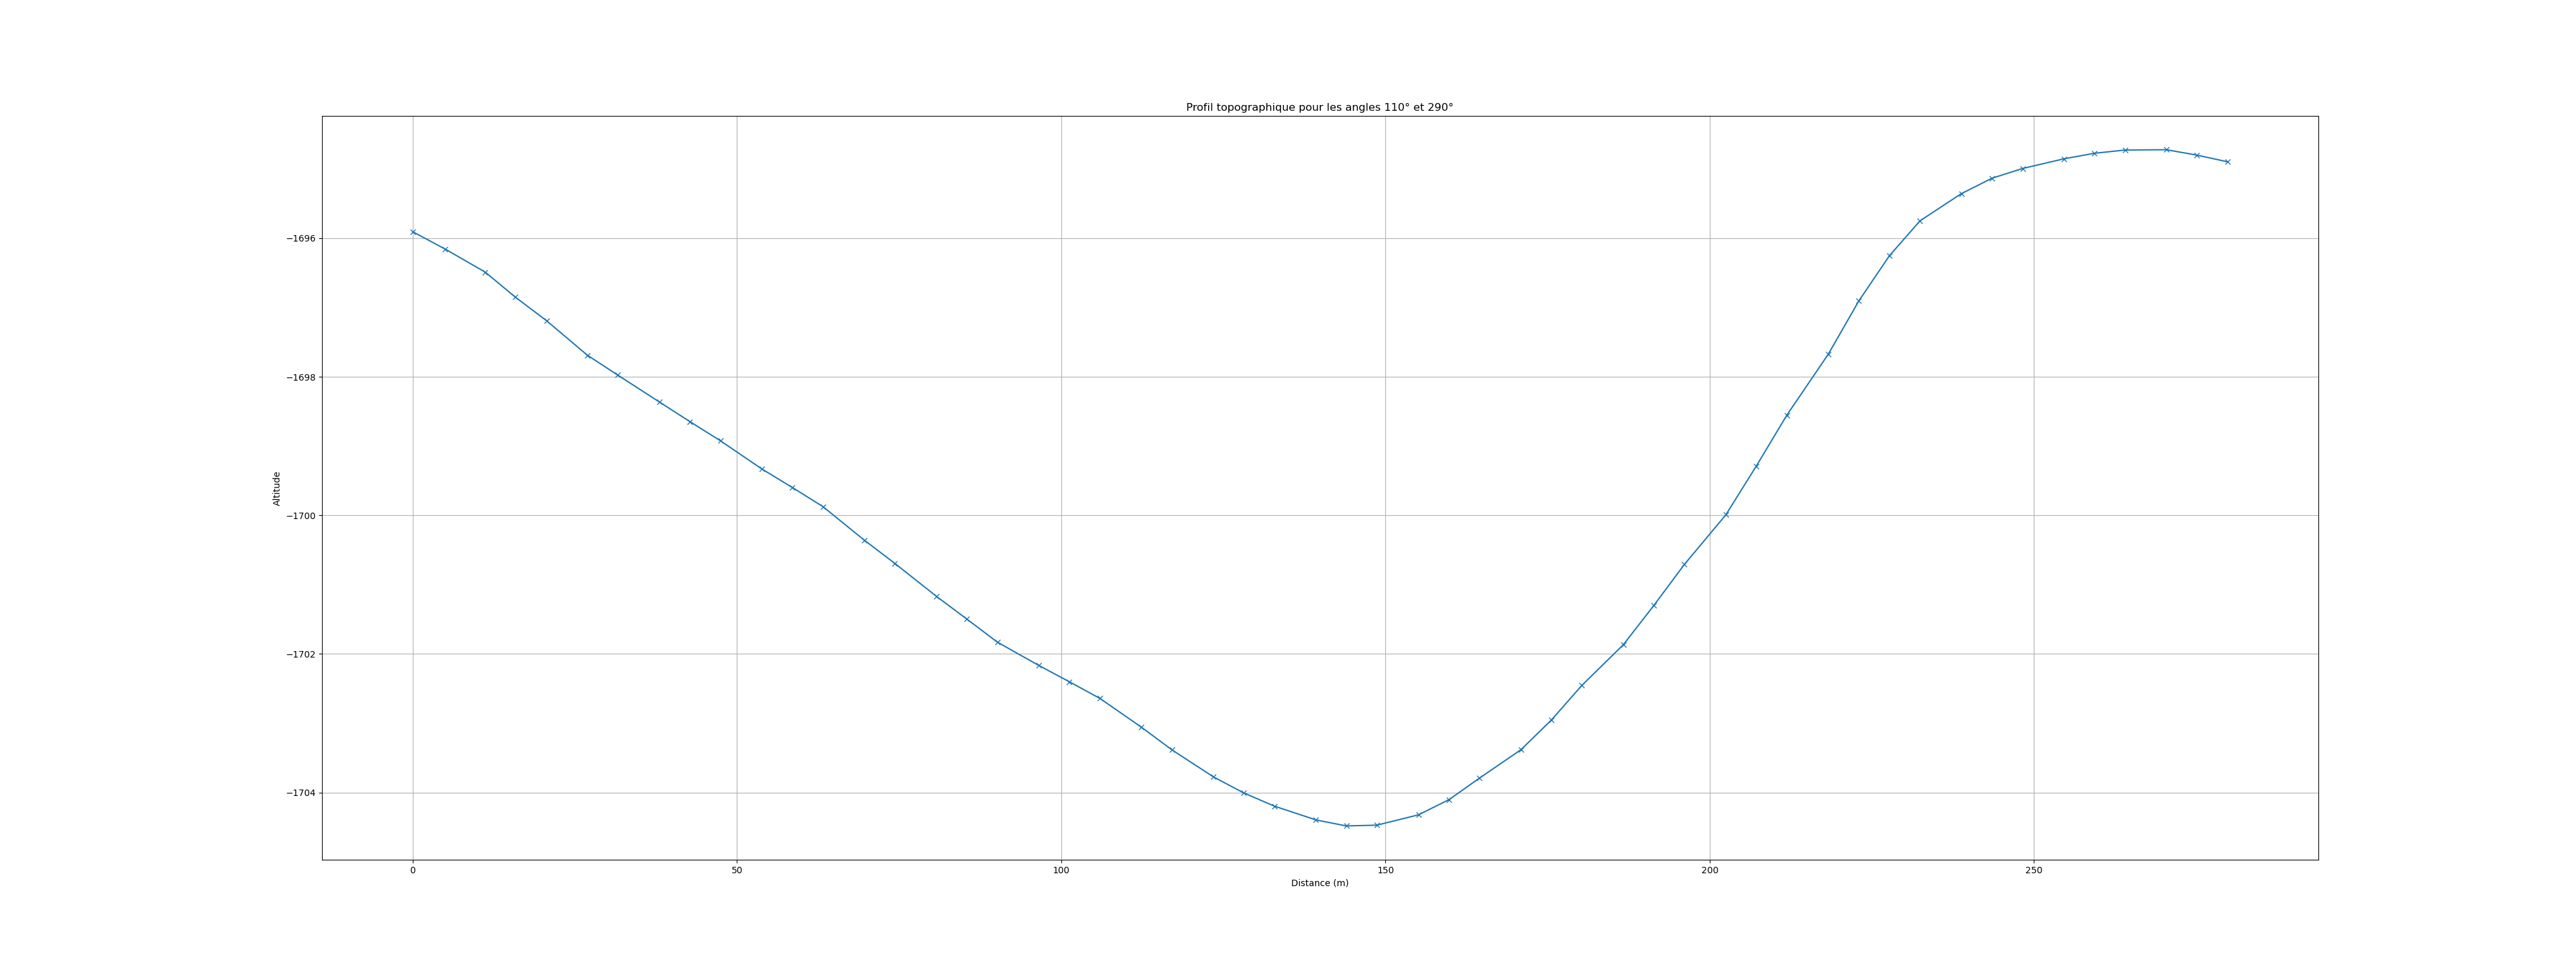 Profil topographique pour les angles 110° et 290°
Altitude
−1696
−1698
−1700
−1702
−1704
0 50 100 150 200 250
Distance (m)